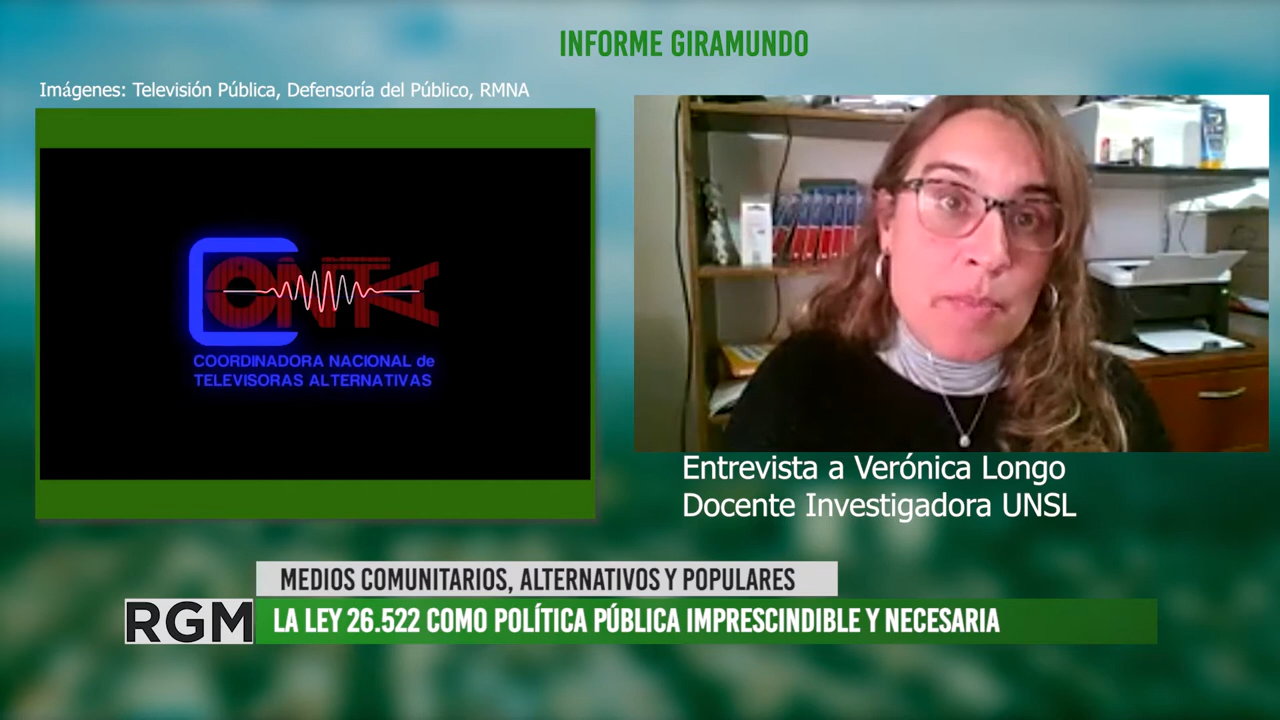 INFORME GIRAMUNDO
Imágenes: Televisión Pública, Defensoría del Público, RMNA
CONTA
COORDINADORA NACIONAL de
TELEVISORAS ALTERNATIVAS
Entrevista a Verónica Longo
Docente Investigadora UNSL
MEDIOS COMUNITARIOS, ALTERNATIVOS Y POPULARES
RGM
LA LEY 26.522 COMO POLÍTICA PÚBLICA IMPRESCINDIBLE Y NECESARIA